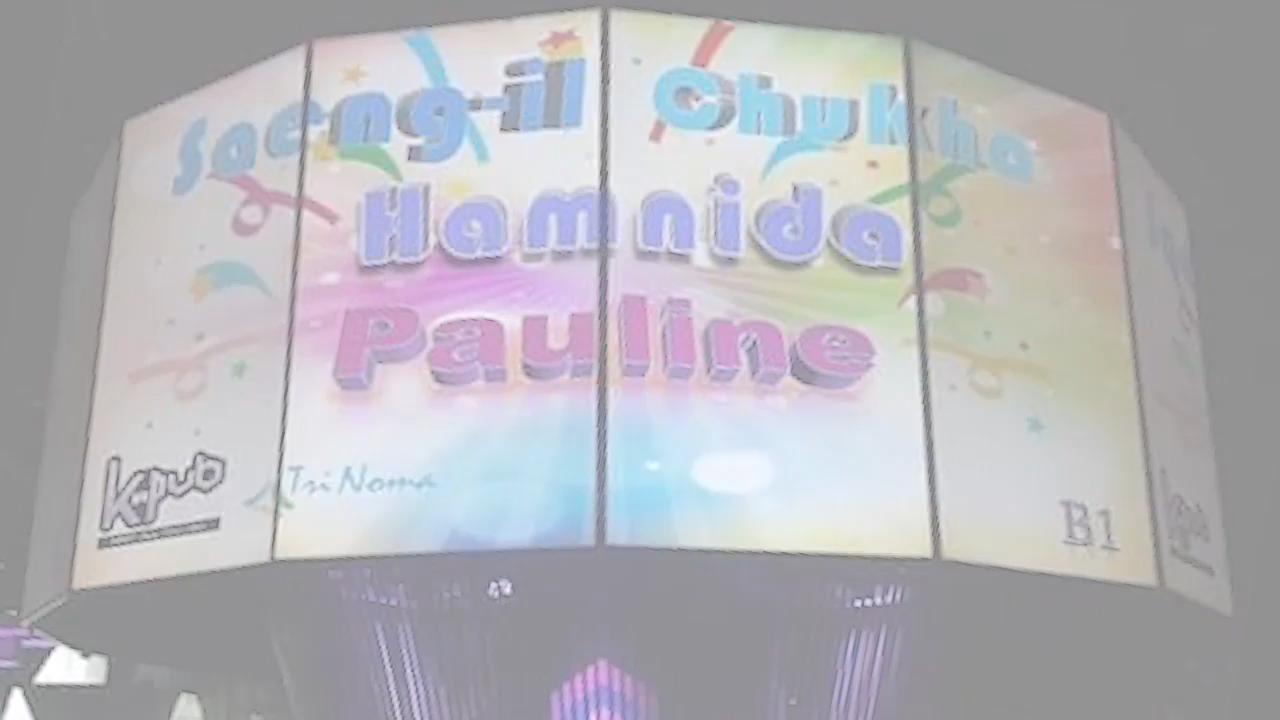 Saeng-il Chukha
Hamnida
Pauline
K-pub
TriNoma
B1